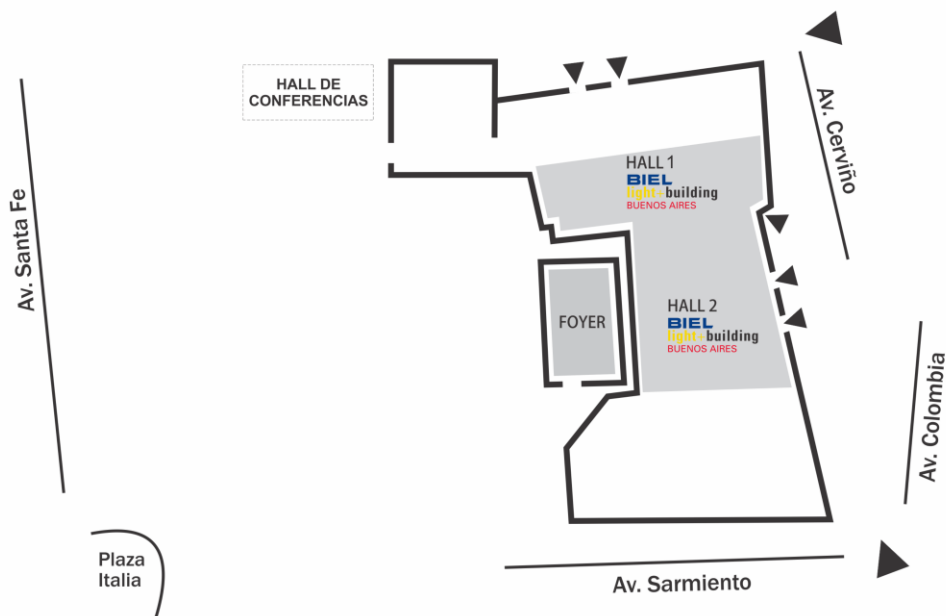 HALL DE
CONFERENCIAS
Av. Santa Fe
Av. Cerviño
HALL 1
BIEL
light+building
BUENOS AIRES
FOYER
HALL 2
BIEL
light+building
BUENOS AIRES
Av. Colombia
Plaza
Italia
Av. Sarmiento